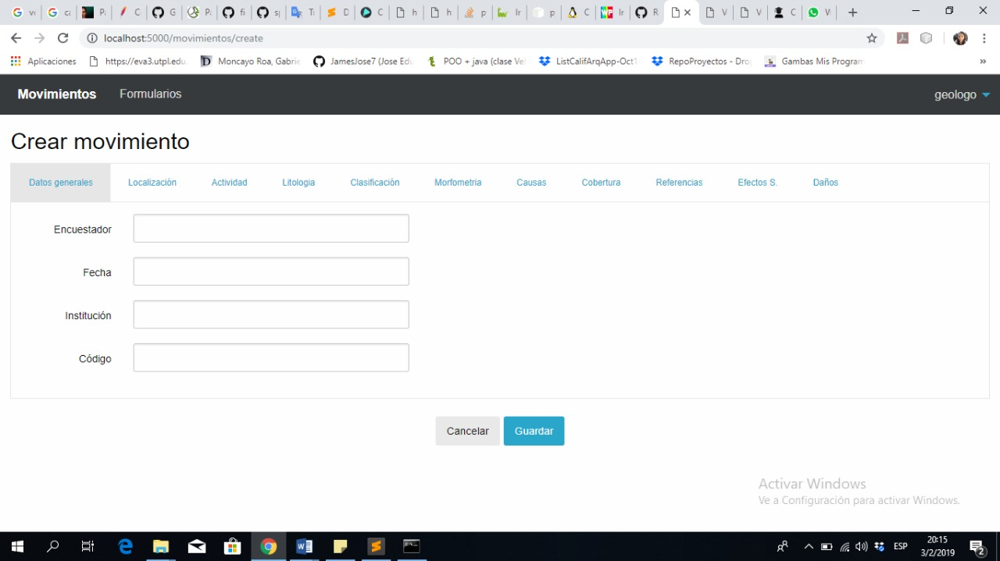 localhost:5000/movimientos/create
Aplicaciones https://eva3.utpl.edu. Moncayo Roa, Gabrie JamesJose7 (Jose Edu POO + java (clase Vel ListCalifArqApp-Oct1 RepoProyectos - Dro Gambas Mis Program »
Movimientos Formularios geologo
Crear movimiento
Datos generales Localización Actividad Litologia Clasificación Morfometria Causas Cobertura Referencias Efectos S. Daños
Encuestador
Fecha
Institución
Código
Cancelar Guardar
Activar Windows
Ve a Configuración para activar Windows.
ESP
20:15
3/2/2019
2